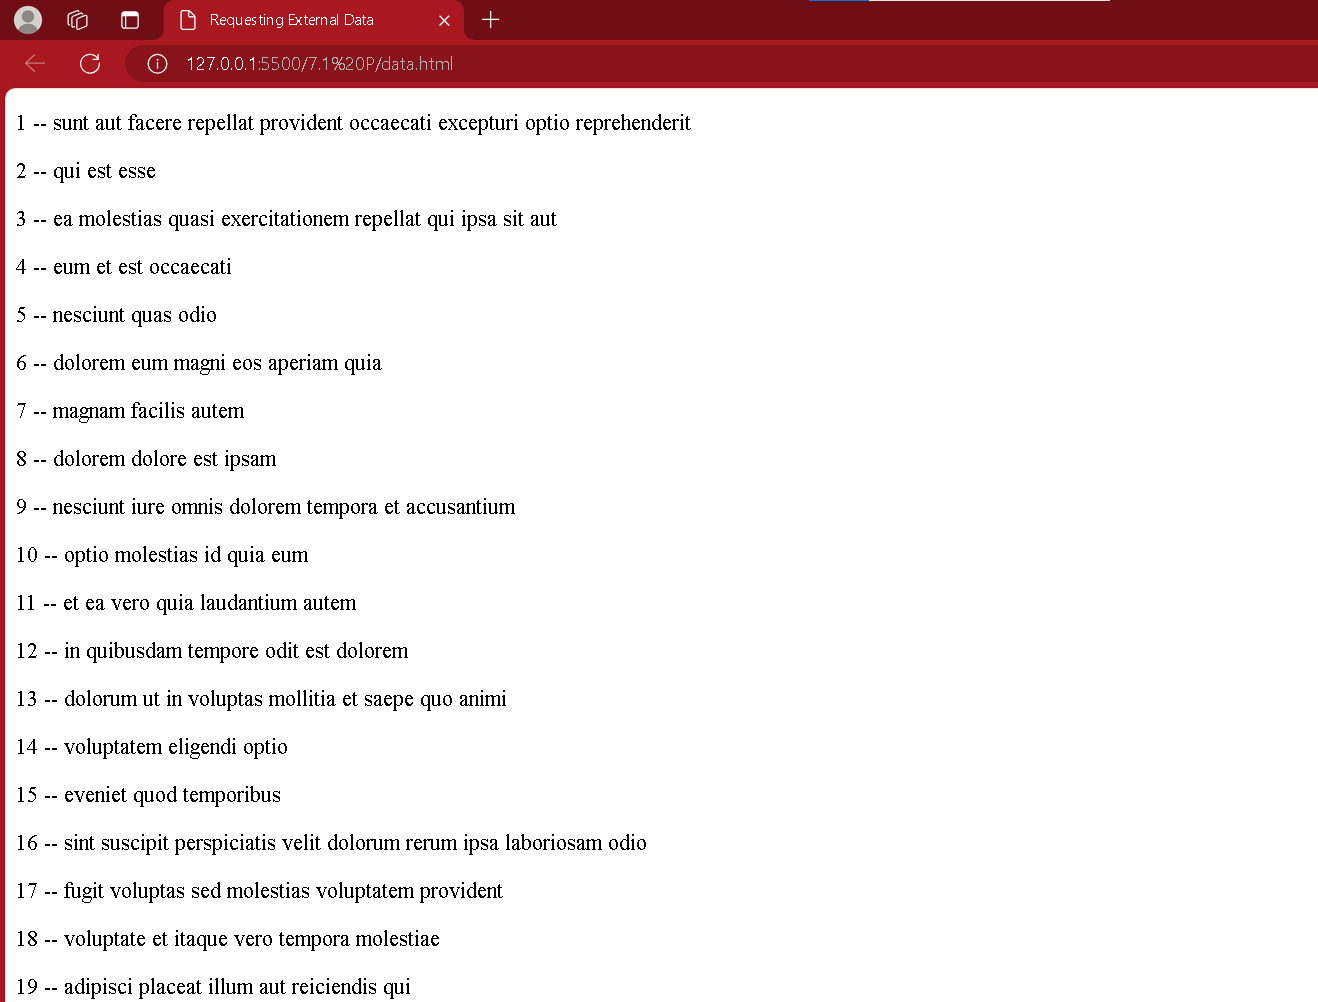 Requesting External Data
127.0.0.1:5500/7.1%20P/data.html
1 -- sunt aut facere repellat provident occaecati excepturi optio reprehenderit
2 -- qui est esse
3 -- ea molestias quasi exercitationem repellat qui ipsa sit aut
4 -- eum et est occaecati
5 -- nesciunt quas odio
6 -- dolorem eum magni eos aperiam quia
7 -- magnam facilis autem
8 -- dolorem dolore est ipsam
9 -- nesciunt iure omnis dolorem tempora et accusantium
10 -- optio molestias id quia eum
11 -- et ea vero quia laudantium autem
12 -- in quibusdam tempore odit est dolorem
13 -- dolorum ut in voluptas mollitia et saepe quo animi
14 -- voluptatem eligendi optio
15 -- eveniet quod temporibus
16 -- sint suscipit perspiciatis velit dolorum rerum ipsa laboriosam odio
17 -- fugit voluptas sed molestias voluptatem provident
18 -- voluptate et itaque vero tempora molestiae
19 -- adipisci placeat illum aut reiciendis qui